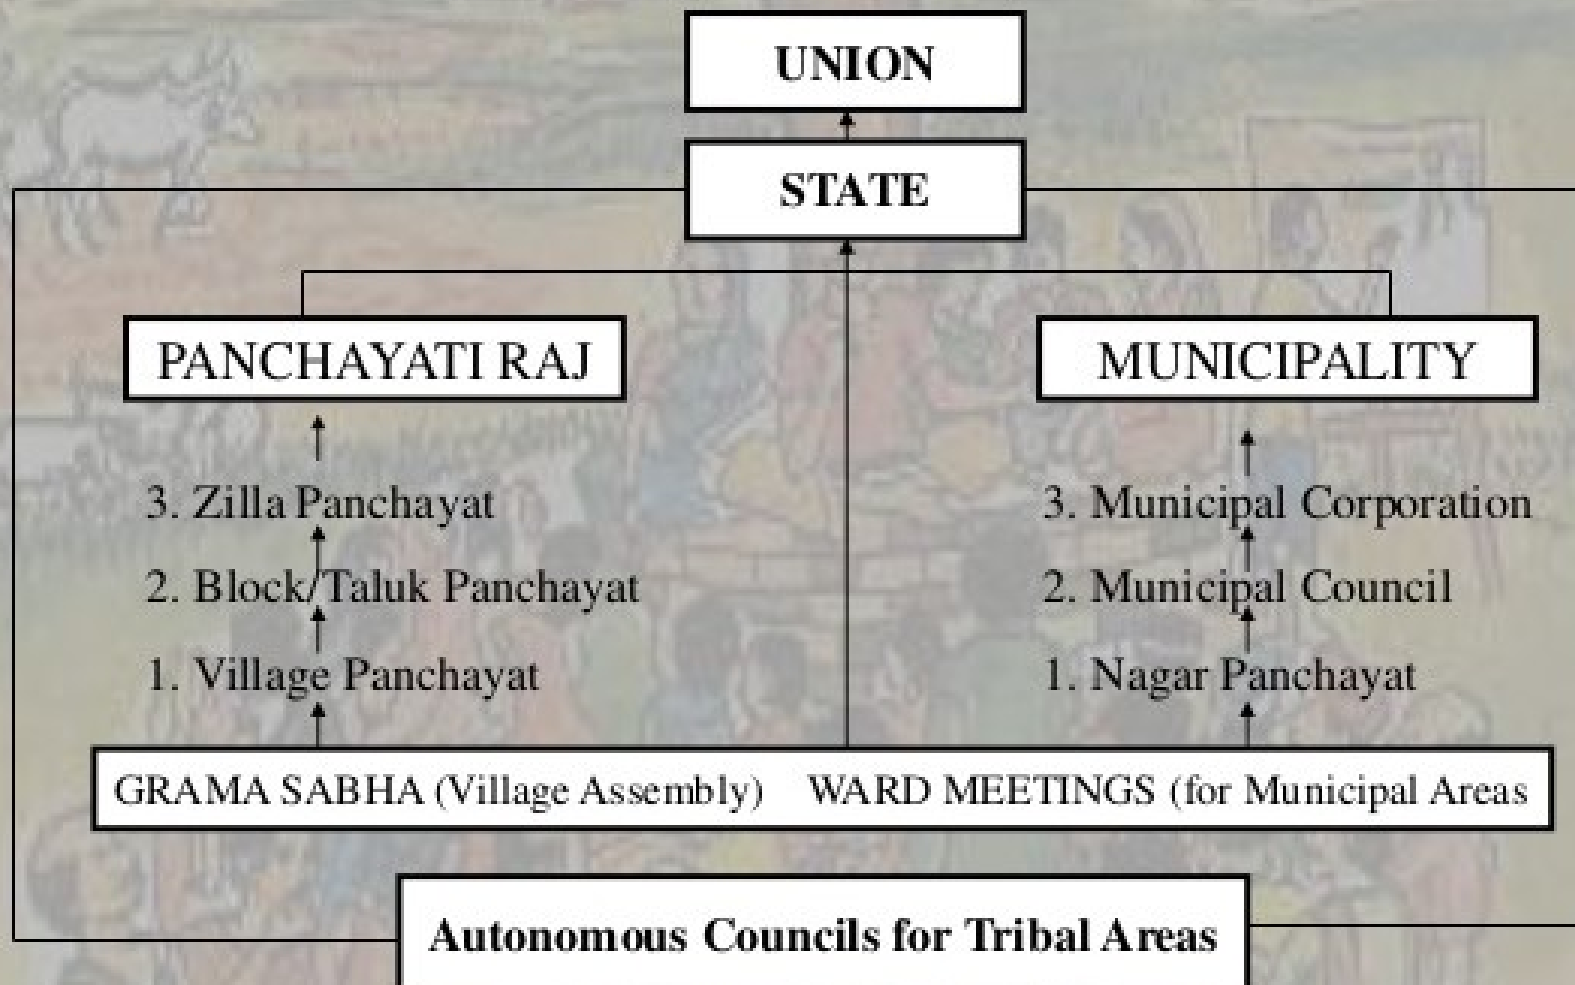 UNION
STATE
PANCHAYATI RAJ
MUNICIPALITY
3. Zilla Panchayat
2. Block/Taluk Panchayat
1. Village Panchayat
3. Municipal Corporation
2. Municipal Council
1. Nagar Panchayat
GRAMA SABHA (Village Assembly) WARD MEETINGS (for Municipal Areas
Autonomous Councils for Tribal Areas